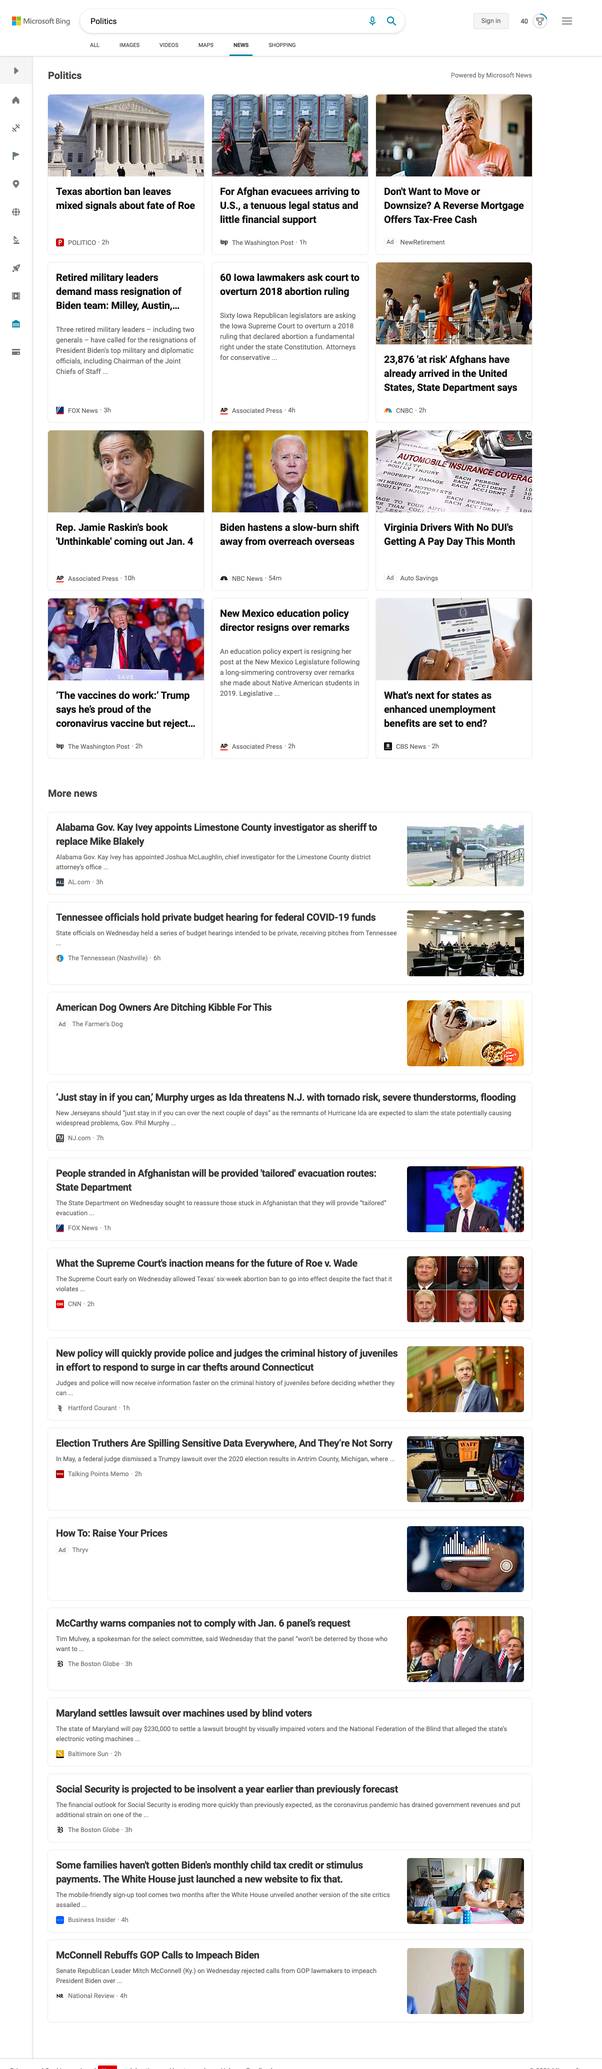 Microsoft Bing
Politics
Sign in
40
ALL
IMAGES
VIDEOS
MAPS
NEWS
SHOPPING
Politics
Powered by Microsoft News
Texas abortion ban leaves
mixed signals about fate of Roe
POLITICO · 2h
For Afghan evacuees arriving to
U.S., a tenuous legal status and
little financial support
The Washington Post · 1h
Don't Want to Move or
Downsize? A Reverse Mortgage
Offers Tax-Free Cash
Ad NewRetirement
Retired military leaders
demand mass resignation of
Biden team: Milley, Austin,...
Three retired military leaders – including two
generals – have called for the resignations of
President Biden's top military and diplomatic
officials, including Chairman of the Joint
Chiefs of Staff ...
FOX News · 3h
60 Iowa lawmakers ask court to
overturn 2018 abortion ruling
Sixty Iowa Republican legislators are asking
the Iowa Supreme Court to overturn a 2018
ruling that declared abortion a fundamental
right under the state Constitution. Attorneys
for conservative ...
AP Associated Press · 4h
23,876 'at risk' Afghans have
already arrived in the United
States, State Department says
CNBC · 2h
Rep. Jamie Raskin's book
'Unthinkable' coming out Jan. 4
AP Associated Press · 10h
Biden hastens a slow-burn shift
away from overreach overseas
NBC News · 54m
AUTOMOBILE INSURANCE COVERAG
Virginia Drivers With No DUI's
Getting A Pay Day This Month
Ad Auto Savings
'The vaccines do work:' Trump
says he's proud of the
coronavirus vaccine but reject...
The Washington Post · 2h
New Mexico education policy
director resigns over remarks
An education policy expert is resigning her
post at the New Mexico Legislature following
a long-simmering controversy over remarks
she made about Native American students in
2019. Legislative ...
AP Associated Press · 2h
What's next for states as
enhanced unemployment
benefits are set to end?
CBS News · 2h
More news
Alabama Gov. Kay Ivey appoints Limestone County investigator as sheriff to
replace Mike Blakely
Alabama Gov. Kay Ivey has appointed Joshua McLaughlin, chief investigator for the Limestone County district
attorney's office ...
AL.com · 3h
Tennessee officials hold private budget hearing for federal COVID-19 funds
State officials on Wednesday held a series of budget hearings intended to be private, receiving pitches from Tennessee
...
The Tennessean (Nashville) · 6h
American Dog Owners Are Ditching Kibble For This
Ad The Farmer's Dog
'Just stay in if you can,' Murphy urges as Ida threatens N.J. with tornado risk, severe thunderstorms, flooding
New Jerseyans should "just stay in if you can over the next couple of days" as the remnants of Hurricane Ida are expected to slam the state potentially causing
widespread problems, Gov. Phil Murphy ...
NJ.com · 7h
People stranded in Afghanistan will be provided 'tailored' evacuation routes:
State Department
The State Department on Wednesday sought to reassure those stuck in Afghanistan that they will provide "tailored"
evacuation ...
FOX News · 1h
What the Supreme Court's inaction means for the future of Roe v. Wade
The Supreme Court early on Wednesday allowed Texas' six-week abortion ban to go into effect despite the fact that it
violates ...
CNN · 2h
New policy will quickly provide police and judges the criminal history of juveniles
in effort to respond to surge in car thefts around Connecticut
Judges and police will now receive information faster on the criminal history of juveniles before deciding whether they
can ...
Hartford Courant · 1h
Election Truthers Are Spilling Sensitive Data Everywhere, And They're Not Sorry
In May, a federal judge dismissed a Trumpy lawsuit over the 2020 election results in Antrim County, Michigan, where ...
Talking Points Memo · 2h
How To: Raise Your Prices
Ad Thryv
McCarthy warns companies not to comply with Jan. 6 panel's request
Tim Mulvey, a spokesman for the select committee, said Wednesday that the panel "won't be deterred by those who
want to ...
The Boston Globe · 3h
Maryland settles lawsuit over machines used by blind voters
The state of Maryland will pay $230,000 to settle a lawsuit brought by visually impaired voters and the National Federation of the Blind that alleged the state's
electronic voting machines ...
Baltimore Sun · 2h
Social Security is projected to be insolvent a year earlier than previously forecast
The financial outlook for Social Security is eroding more quickly than previously expected, as the coronavirus pandemic has drained government revenues and put
additional strain on one of the ...
The Boston Globe · 3h
Some families haven't gotten Biden's monthly child tax credit or stimulus
payments. The White House just launched a new website to fix that.
The mobile-friendly sign-up tool comes two months after the White House unveiled another version of the site critics
assailed ...
Business Insider · 4h
McConnell Rebuffs GOP Calls to Impeach Biden
Senate Republican Leader Mitch McConnell (Ky.) on Wednesday rejected calls from GOP lawmakers to impeach
President Biden over ...
NR National Review · 4h